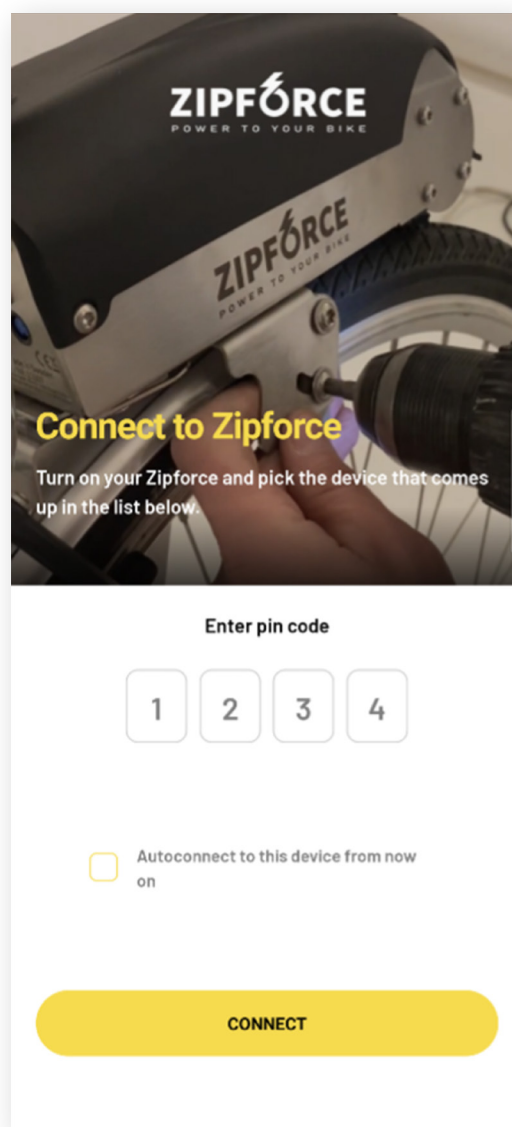 ZIPFORCE
POWER TO YOUR BIKE
ZIPFORCE
POWER TO YOUR BIKE
CE
Connect to Zipforce
Turn on your Zipforce and pick the device that comes
up in the list below.
Enter pin code
1 2 3 4
Autoconnect to this device from now
on
CONNECT